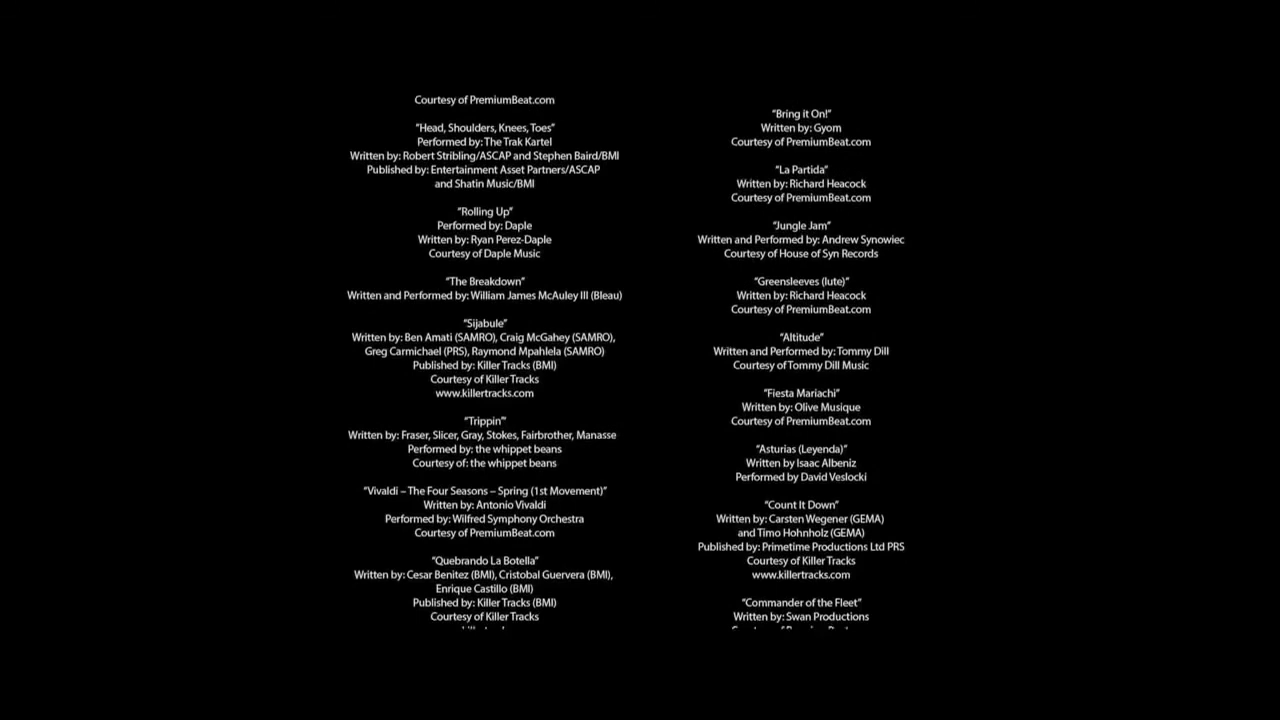 Courtesy of PremiumBeat.com
"Head, Shoulders, Knees, Toes"
Performed by: The Trak Kartel
Written by: Robert Stribling/ASCAP and Stephen Baird/BMI
Published by: Entertainment Asset Partners/ASCAP
and Shatin Music/BMI
"Rolling Up"
Performed by: Daple
Written by: Ryan Perez-Daple
Courtesy of Daple Music
"The Breakdown"
Written and Performed by: William James McAuley III (Bleau)
"Sijabule"
Written by: Ben Amati (SAMRO), Craig McGahey (SAMRO),
Greg Carmichael (PRS), Raymond Mpahlela (SAMRO)
Published by: Killer Tracks (BMI)
Courtesy of Killer Tracks
www.killertracks.com
"Trippin'"
Written by: Fraser, Slicer, Gray, Stokes, Fairbrother, Manasse
Performed by: the whippet beans
Courtesy of: the whippet beans
"Vivaldi – The Four Seasons – Spring (1st Movement)"
Written by: Antonio Vivaldi
Performed by: Wilfred Symphony Orchestra
Courtesy of PremiumBeat.com
"Quebrando La Botella"
Written by: Cesar Benitez (BMI), Cristobal Guervera (BMI),
Enrique Castillo (BMI)
Published by: Killer Tracks (BMI)
Courtesy of Killer Tracks
"Bring it On!"
Written by: Gyom
Courtesy of PremiumBeat.com
"La Partida"
Written by: Richard Heacock
Courtesy of PremiumBeat.com
"Jungle Jam"
Written and Performed by: Andrew Synowiec
Courtesy of House of Syn Records
"Greensleeves (lute)"
Written by: Richard Heacock
Courtesy of PremiumBeat.com
"Altitude"
Written and Performed by: Tommy Dill
Courtesy of Tommy Dill Music
"Fiesta Mariachi"
Written by: Olive Musique
Courtesy of PremiumBeat.com
"Asturias (Leyenda)"
Written by Isaac Albeniz
Performed by David Veslocki
"Count It Down"
Written by: Carsten Wegener (GEMA)
and Timo Hohnholz (GEMA)
Published by: Primetime Productions Ltd PRS
Courtesy of Killer Tracks
www.killertracks.com
"Commander of the Fleet"
Written by: Swan Productions